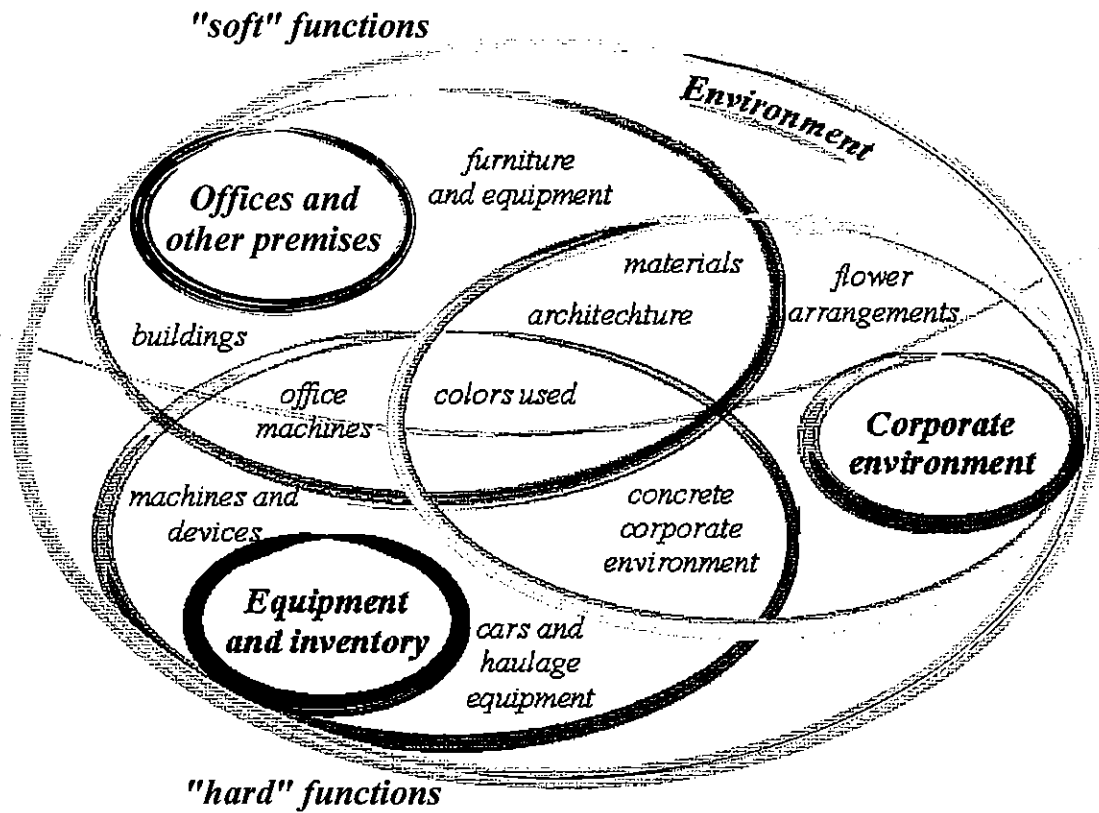 "soft" functions
Environment
furniture
and equipment
Offices and
other premises
materials
flower
arrangements
architechture
buildings
office
machines
colors used
Corporate
environment
machines and
devices
concrete
corporate
environment
Equipment
and inventory
cars and
haulage
equipment
"hard" functions